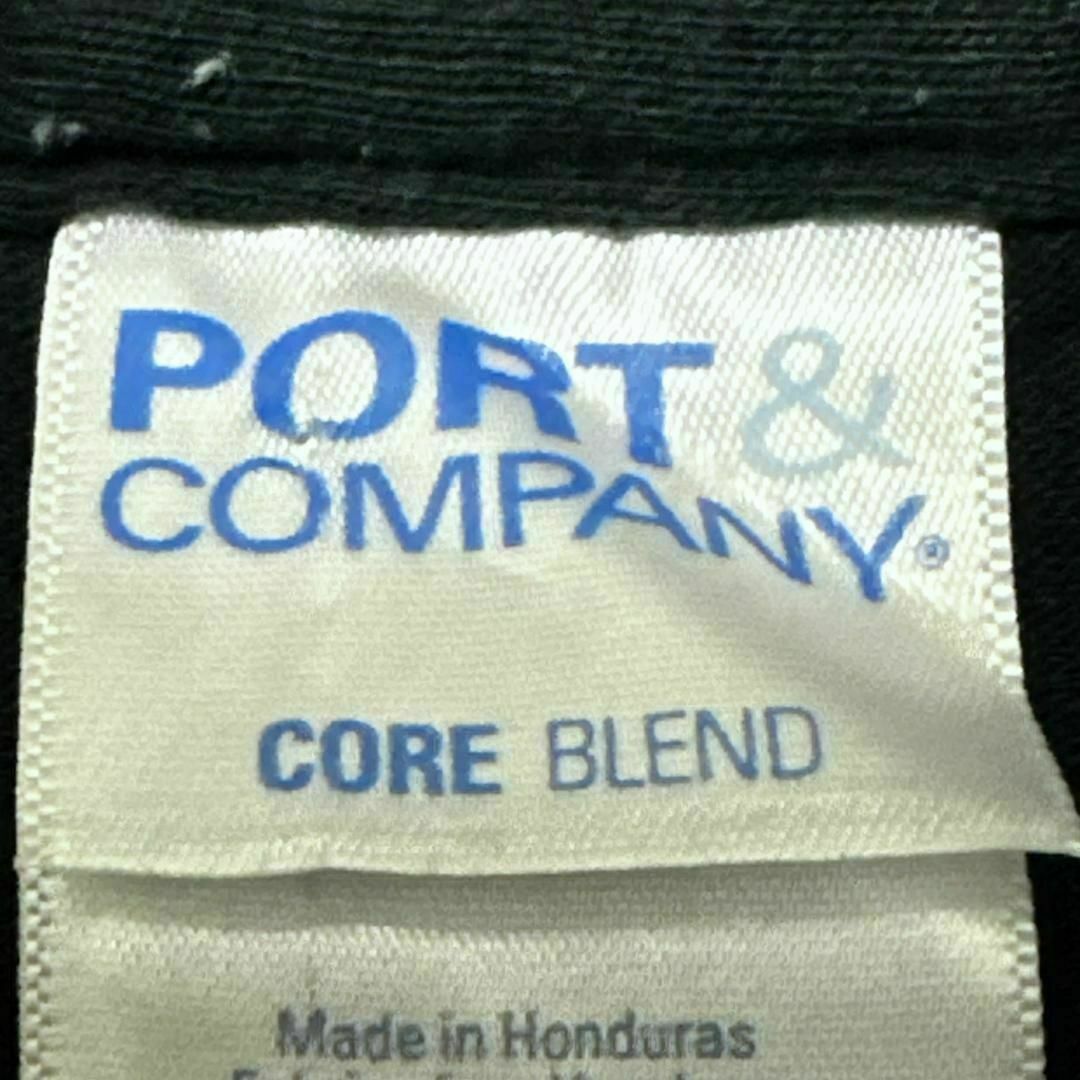 PORT &
COMPANY®
CORE BLEND
Made in Honduras